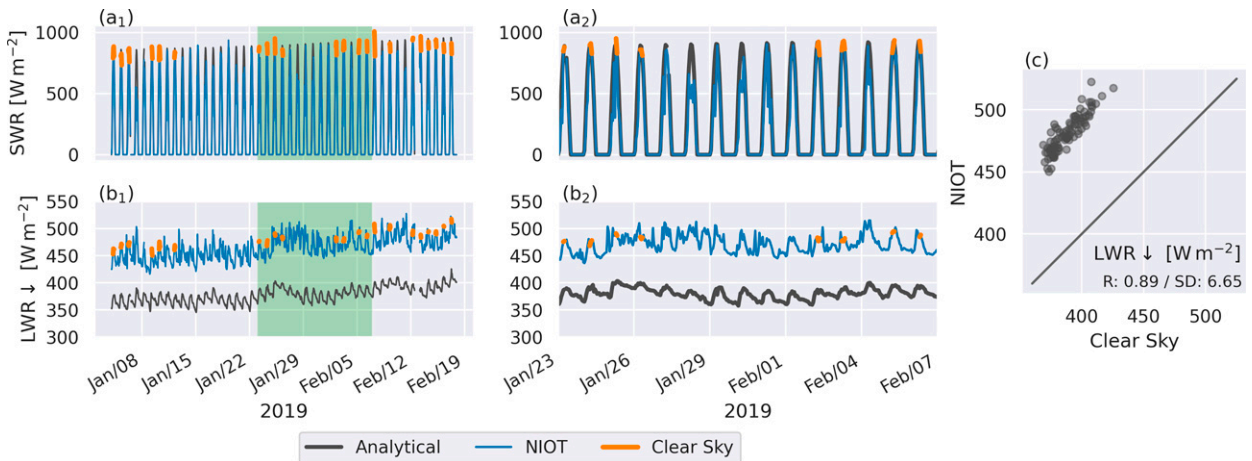 (a₁)
(a₂)
SWR [W m⁻²]
1000
500
0
1000
500
0
(c)
NIOT
500
450
400
LWR ↓ [W m⁻²]
R: 0.89 / SD: 6.65
400
450
500
Clear Sky
(b₁)
(b₂)
LWR ↓ [W m⁻²]
550
500
450
400
350
300
550
500
450
400
350
300
Jan/08
Jan/15
Jan/22
Jan/29
Feb/05
Feb/12
Feb/19
2019
Jan/23
Jan/26
Jan/29
Feb/01
Feb/04
Feb/07
2019
Analytical
NIOT
Clear Sky